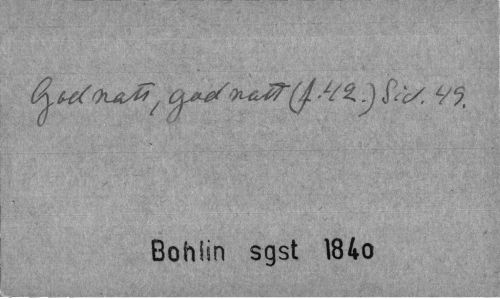 God natt, god natt (f. 42.) Sid. 49.
Bohlin sgst 1840